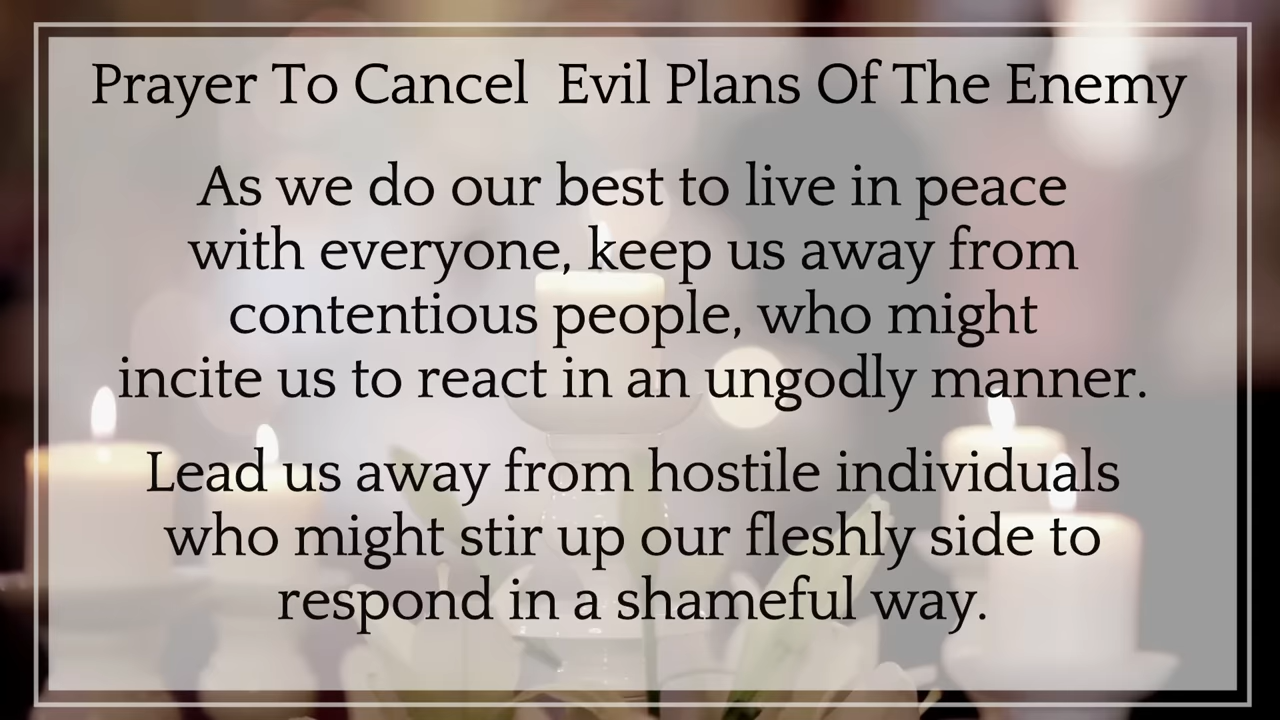 Prayer To Cancel  Evil Plans Of The Enemy
As we do our best to live in peace
with everyone, keep us away from
contentious people, who might
incite us to react in an ungodly manner.
Lead us away from hostile individuals
who might stir up our fleshly side to
respond in a shameful way.